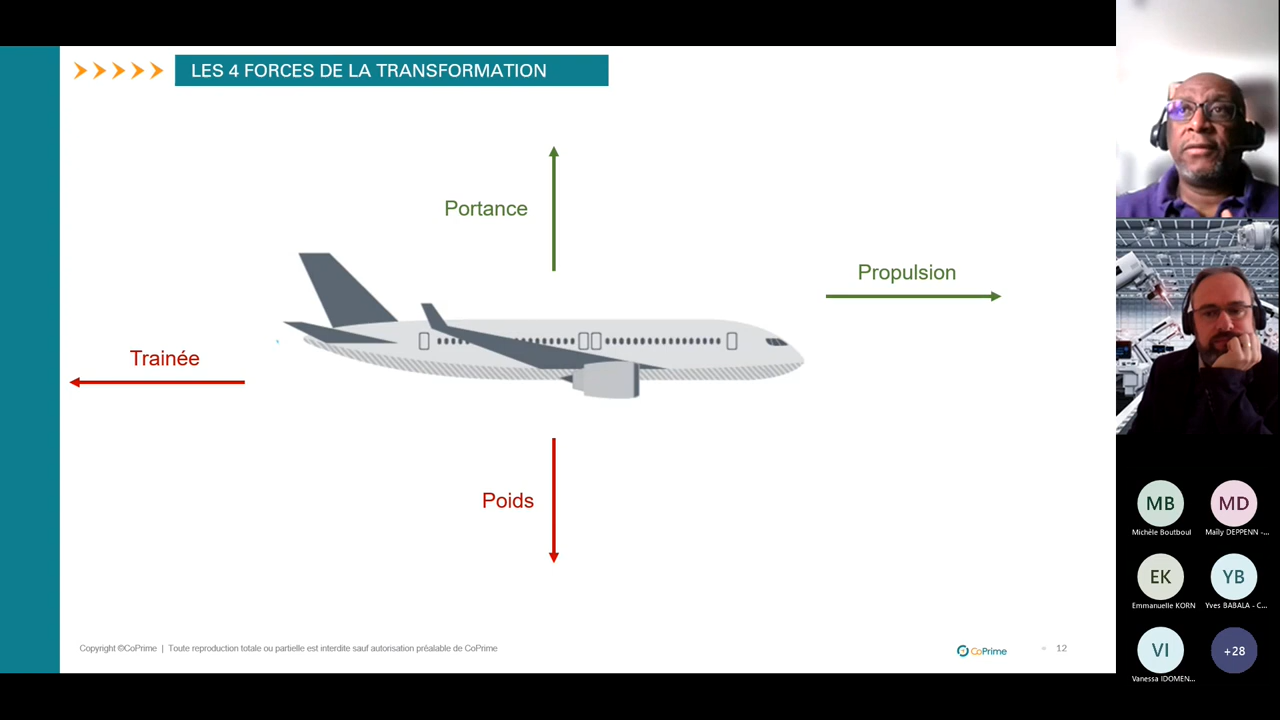 LES 4 FORCES DE LA TRANSFORMATION
Portance
Propulsion
Trainée
Poids
Copyright ©CoPrime | Toute reproduction totale ou partielle est interdite sauf autorisation préalable de CoPrime
CoPrime
12
MB
MD
Michèle Boutboul
Maïly DEPPENN -...
EK
YB
Emmanuelle KORN
Yves BABALA - C...
VI
+28
Vanessa IDOMEN...